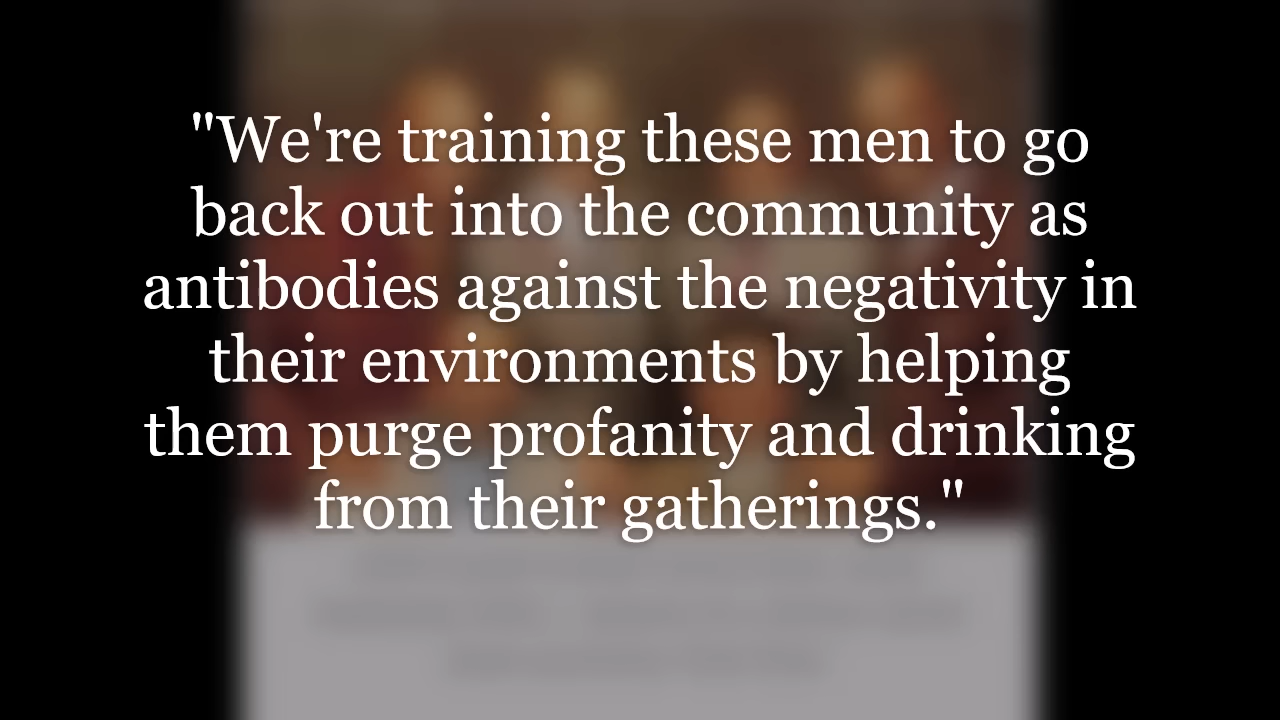 "We're training these men to go
back out into the community as
antibodies against the negativity in
their environments by helping
them purge profanity and drinking
from their gatherings."